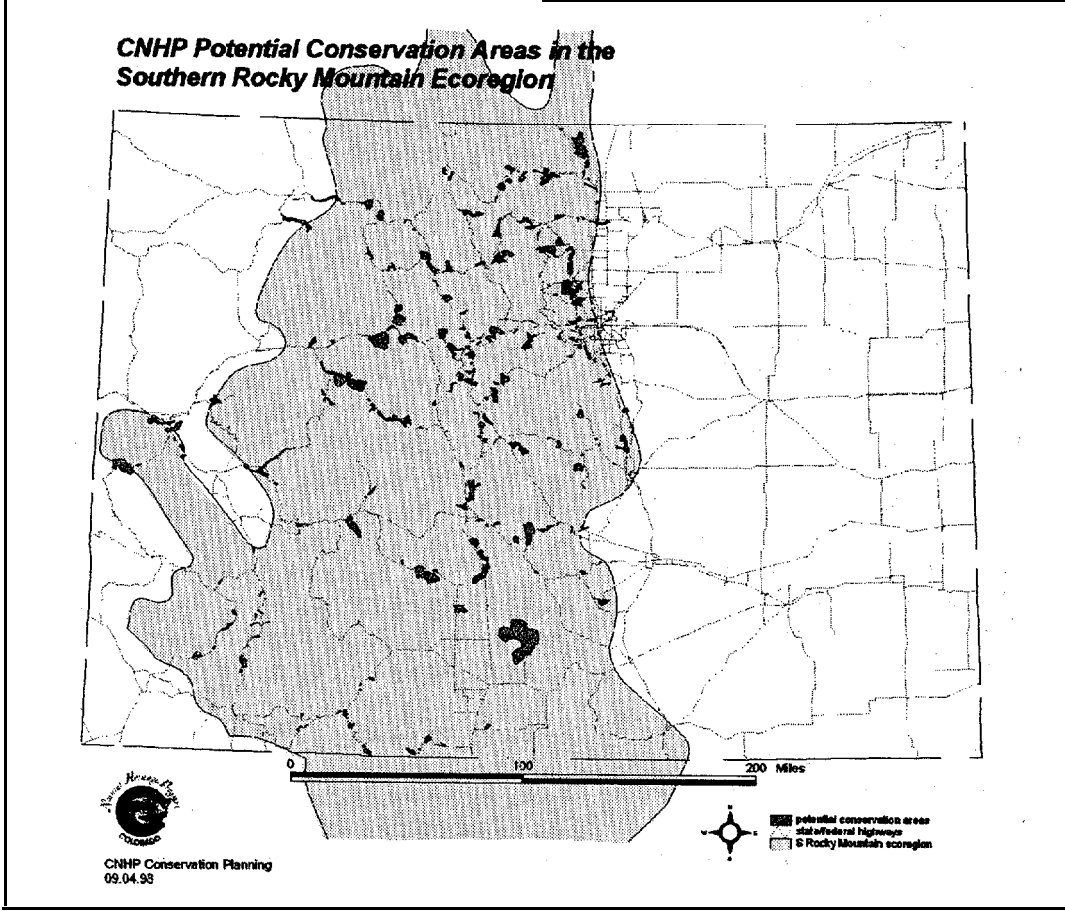 CNHP Potential Conservation Areas in the
Southern Rocky Mountain Ecoregion
0 100 200 Miles
COLORADO
N
W E
S
potential conservation areas
state/federal highways
S Rocky Mountain ecoregion
CNHP Conservation Planning
09.04.98